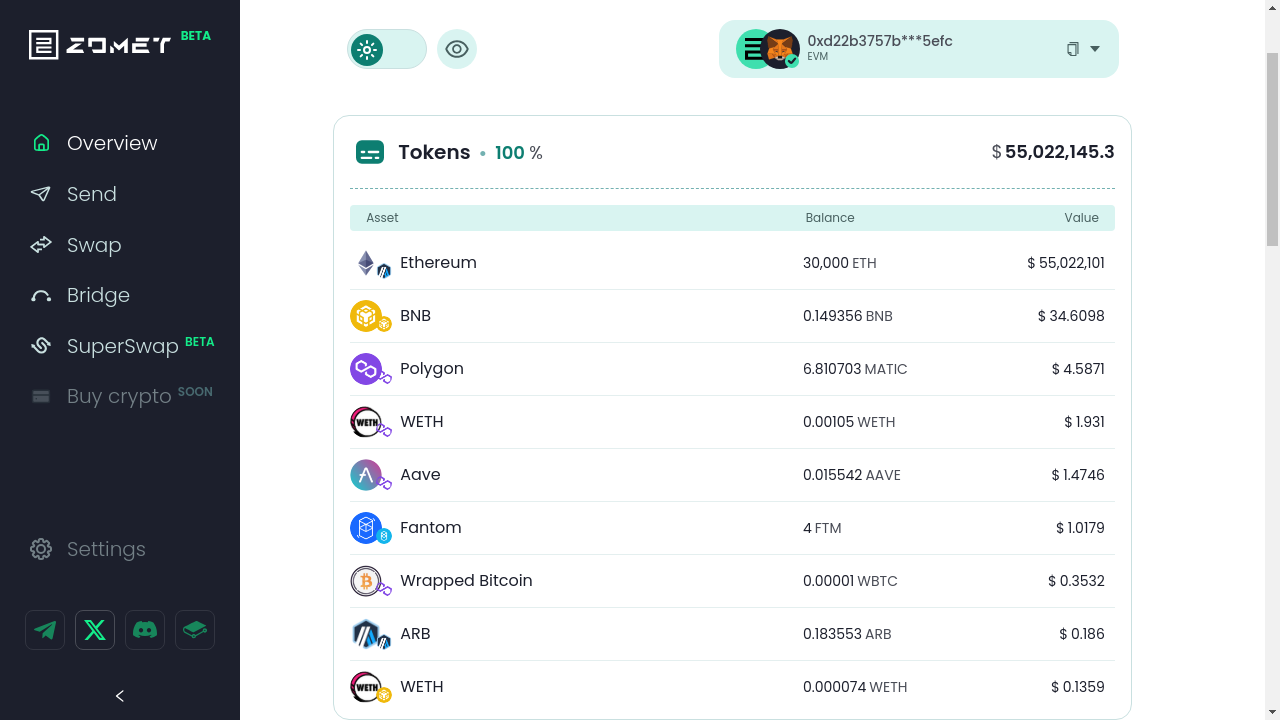 ZOMET BETA
Overview
Send
Swap
Bridge
SuperSwap BETA
Buy crypto SOON
Settings
0xd22b3757b***5efc
EVM
Tokens • 100 %
$ 55,022,145.3
Asset Balance Value
Ethereum 30,000 ETH $ 55,022,101
BNB 0.149356 BNB $ 34.6098
Polygon 6.810703 MATIC $ 4.5871
WETH WETH 0.00105 WETH $ 1.931
Aave 0.015542 AAVE $ 1.4746
Fantom 4 FTM $ 1.0179
Wrapped Bitcoin 0.00001 WBTC $ 0.3532
ARB 0.183553 ARB $ 0.186
WETH WETH 0.000074 WETH $ 0.1359